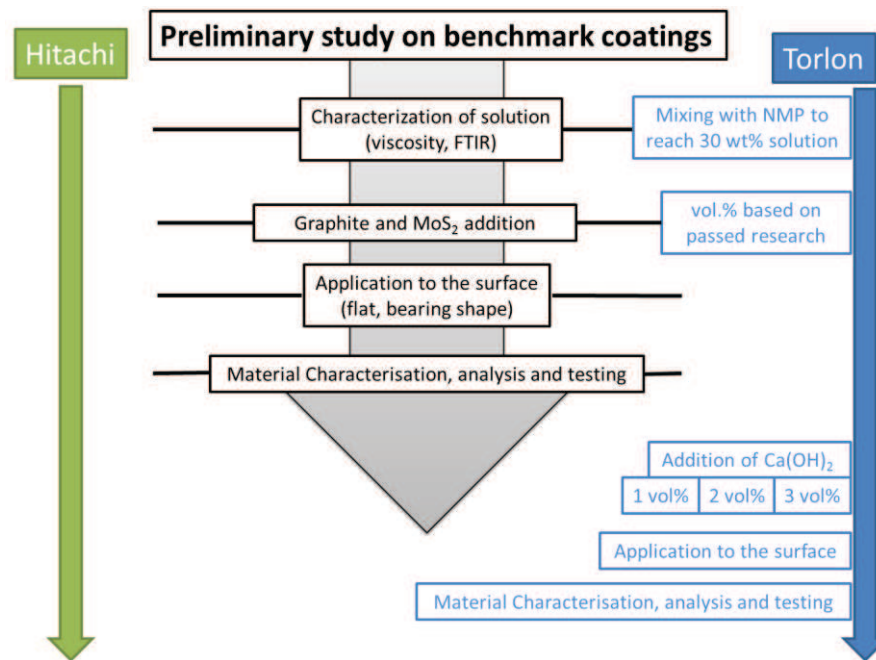 Preliminary study on benchmark coatings
Hitachi
Torlon
Characterization of solution
(viscosity, FTIR)
Mixing with NMP to
reach 30 wt% solution
Graphite and MoS₂ addition
vol.% based on
passed research
Application to the surface
(flat, bearing shape)
Material Characterisation, analysis and testing
Addition of Ca(OH)₂
1 vol% 2 vol% 3 vol%
Application to the surface
Material Characterisation, analysis and testing